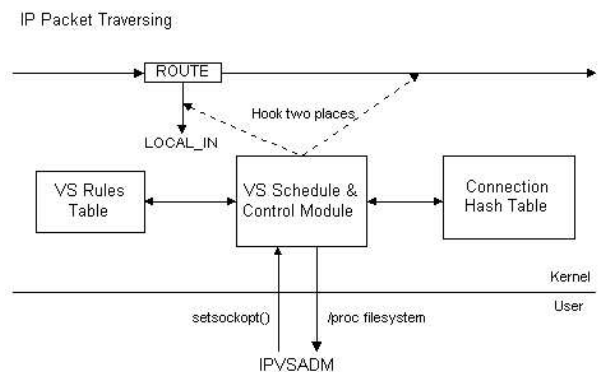 IP Packet Traversing
ROUTE
Hook two places
LOCAL_IN
VS Rules
Table
VS Schedule &
Control Module
Connection
Hash Table
Kernel
User
setsockopt()
/proc filesystem
IPVSADM